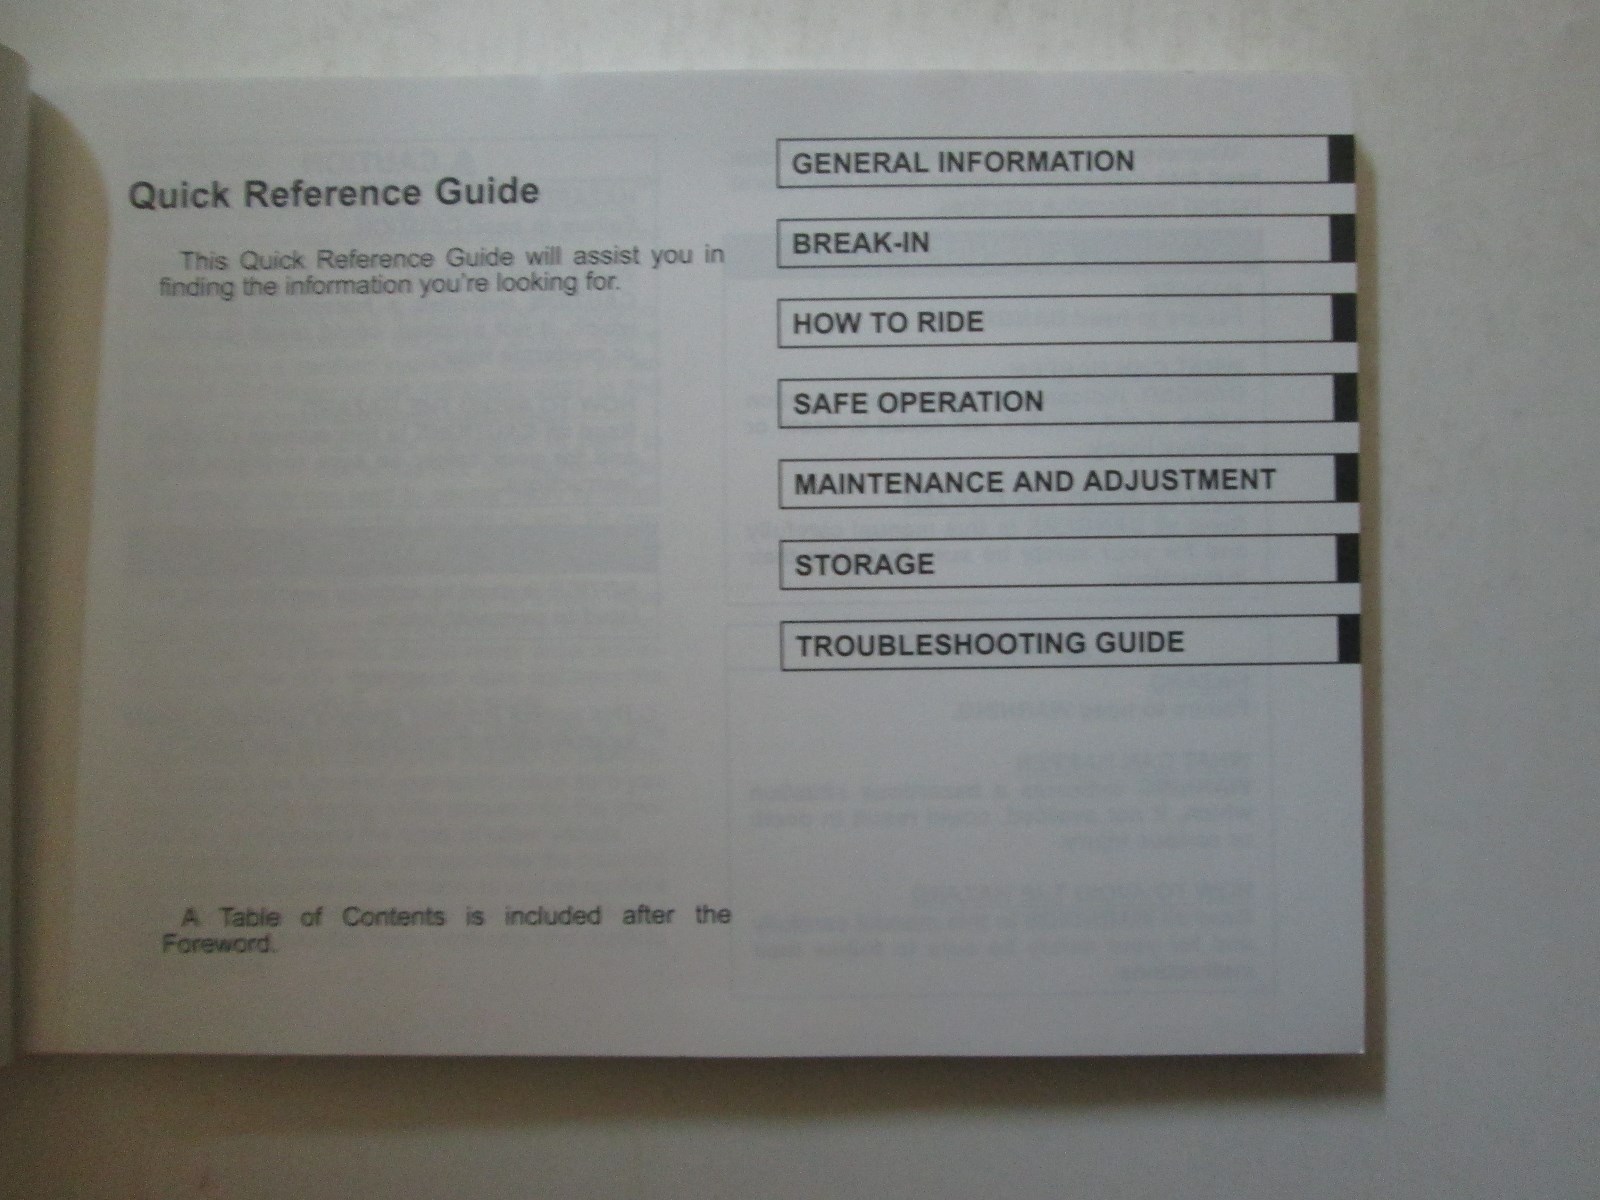 Quick Reference Guide
This Quick Reference Guide will assist you in
finding the information you're looking for.
A Table of Contents is included after the
Foreword.
GENERAL INFORMATION
BREAK-IN
HOW TO RIDE
SAFE OPERATION
MAINTENANCE AND ADJUSTMENT
STORAGE
TROUBLESHOOTING GUIDE